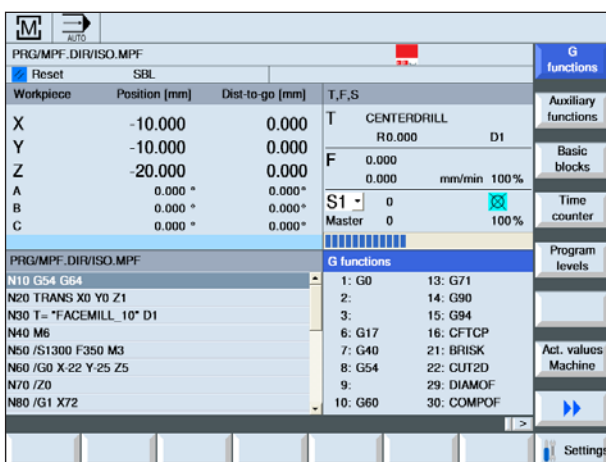 M
AUTO
PRG/MPF.DIR/ISO.MPF
Reset SBL
Workpiece Position [mm] Dist-to-go [mm]
X -10.000 0.000
Y -10.000 0.000
Z -20.000 0.000
A 0.000 ° 0.000°
B 0.000 ° 0.000°
C 0.000 ° 0.000°
T,F,S
T CENTERDRILL
R0.000 D1
F 0.000
0.000 mm/min 100%
S1 0
Master 0 100%
PRG/MPF.DIR/ISO.MPF
N10 G54 G64
N20 TRANS X0 Y0 Z1
N30 T= "FACEMILL_10" D1
N40 M6
N50 /S1300 F350 M3
N60 /G0 X-22 Y-25 Z5
N70 /Z0
N80 /G1 X72
G functions
1: G0 13: G71
2: 14: G90
3: 15: G94
6: G17 16: CFTCP
7: G40 21: BRISK
8: G54 22: CUT2D
9: 29: DIAMOF
10: G60 30: COMPOF
>
G
functions
Auxiliary
functions
Basic
blocks
Time
counter
Program
levels
Act. values
Machine
Settings